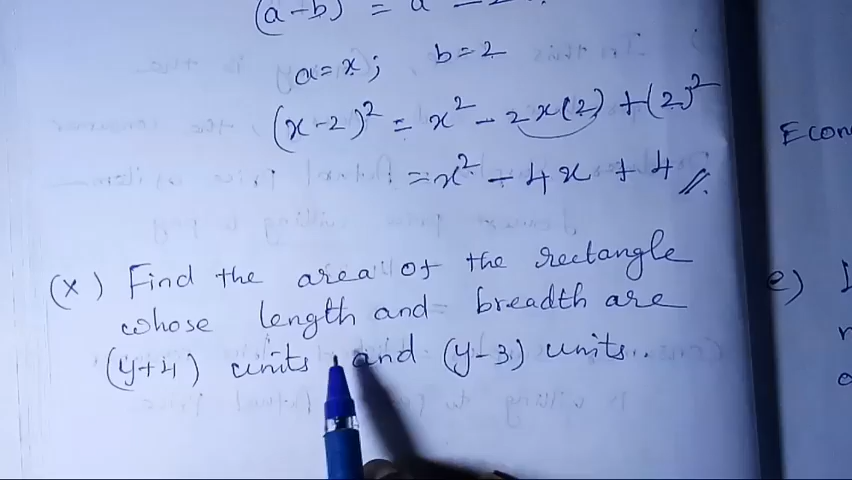 (a-b) = a - 2
a=x; b=2
(x-2)² = x² - 2x(2) + (2)²
= x² - 4x + 4 //.
(x) Find the area of the rectangle
whose length and breadth are
(y+4) units and (y-3) units.
Econ
e)